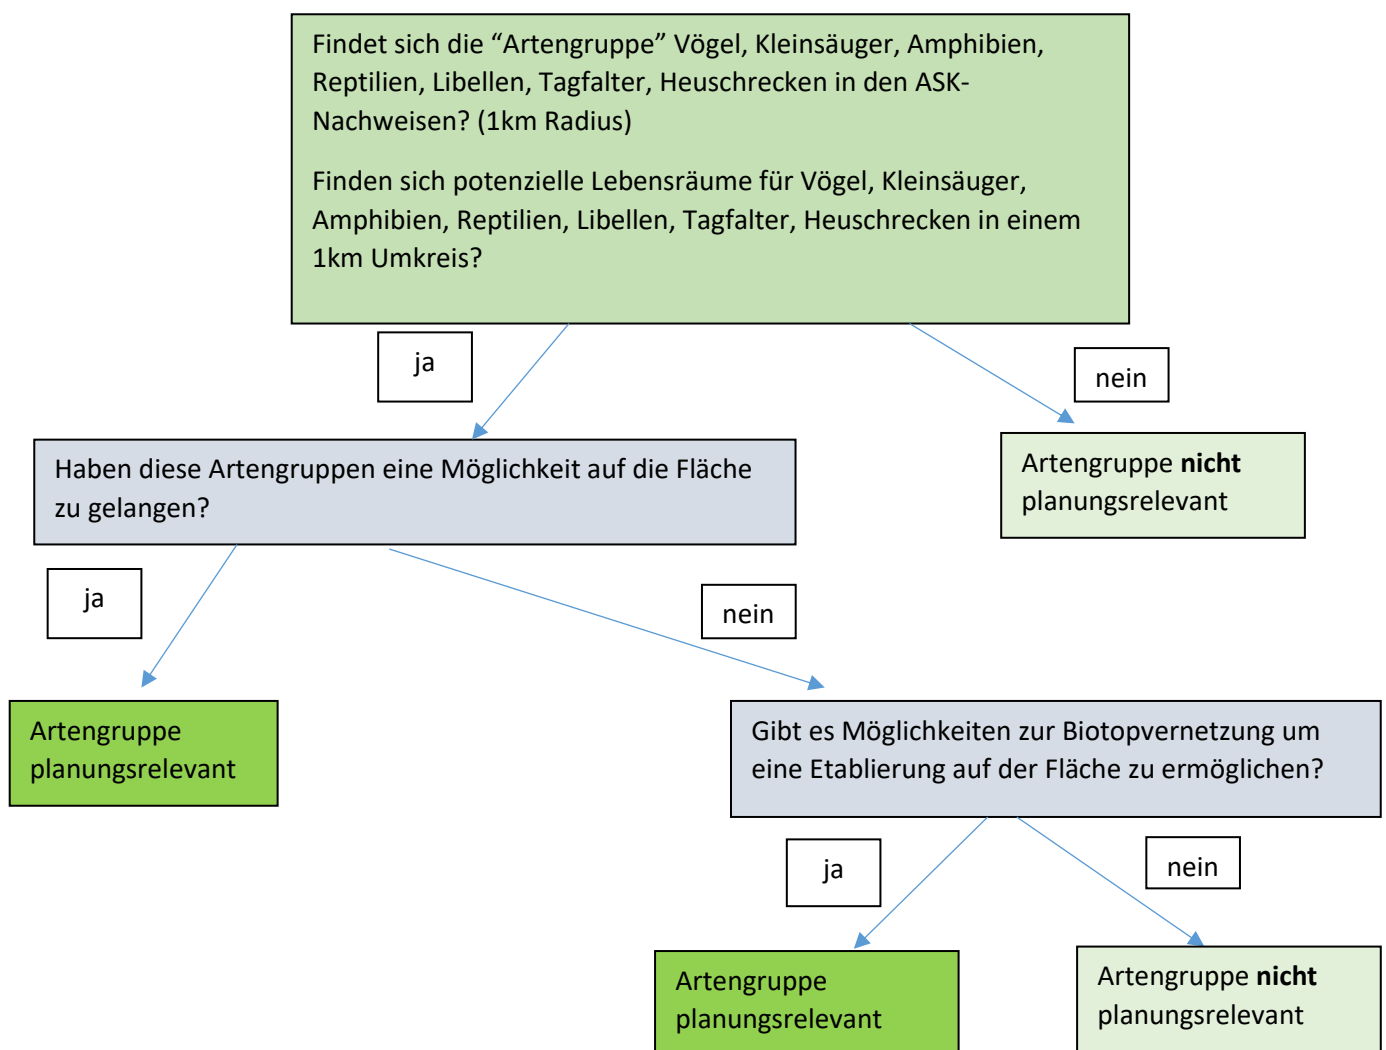 Findet sich die “Artengruppe” Vögel, Kleinsäuger, Amphibien,
Reptilien, Libellen, Tagfalter, Heuschrecken in den ASK-
Nachweisen? (1km Radius)
Finden sich potenzielle Lebensräume für Vögel, Kleinsäuger,
Amphibien, Reptilien, Libellen, Tagfalter, Heuschrecken in einem
1km Umkreis?
ja
nein
Haben diese Artengruppen eine Möglichkeit auf die Fläche
zu gelangen?
Artengruppe nicht
planungsrelevant
ja
nein
Artengruppe
planungsrelevant
Gibt es Möglichkeiten zur Biotopvernetzung um
eine Etablierung auf der Fläche zu ermöglichen?
ja
nein
Artengruppe
planungsrelevant
Artengruppe nicht
planungsrelevant